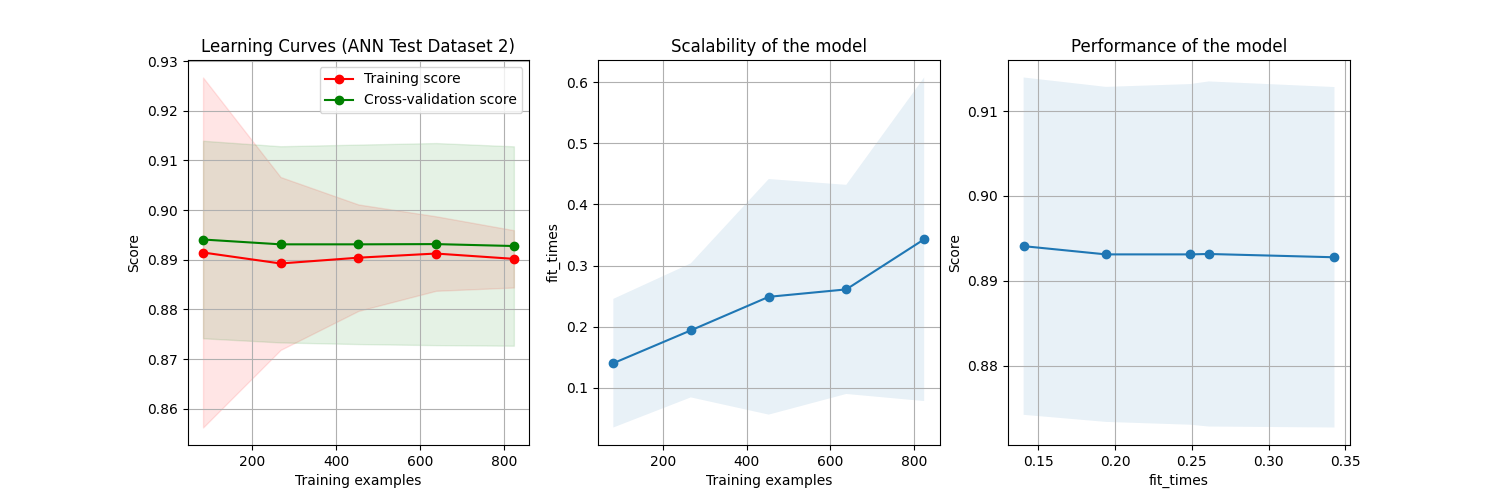 Learning Curves (ANN Test Dataset 2)
Training score
Cross-validation score
Score
0.93
0.92
0.91
0.90
0.89
0.88
0.87
0.86
200
400
600
800
Training examples
Scalability of the model
fit_times
0.6
0.5
0.4
0.3
0.2
0.1
200
400
600
800
Training examples
Performance of the model
Score
0.91
0.90
0.89
0.88
0.15
0.20
0.25
0.30
0.35
fit_times